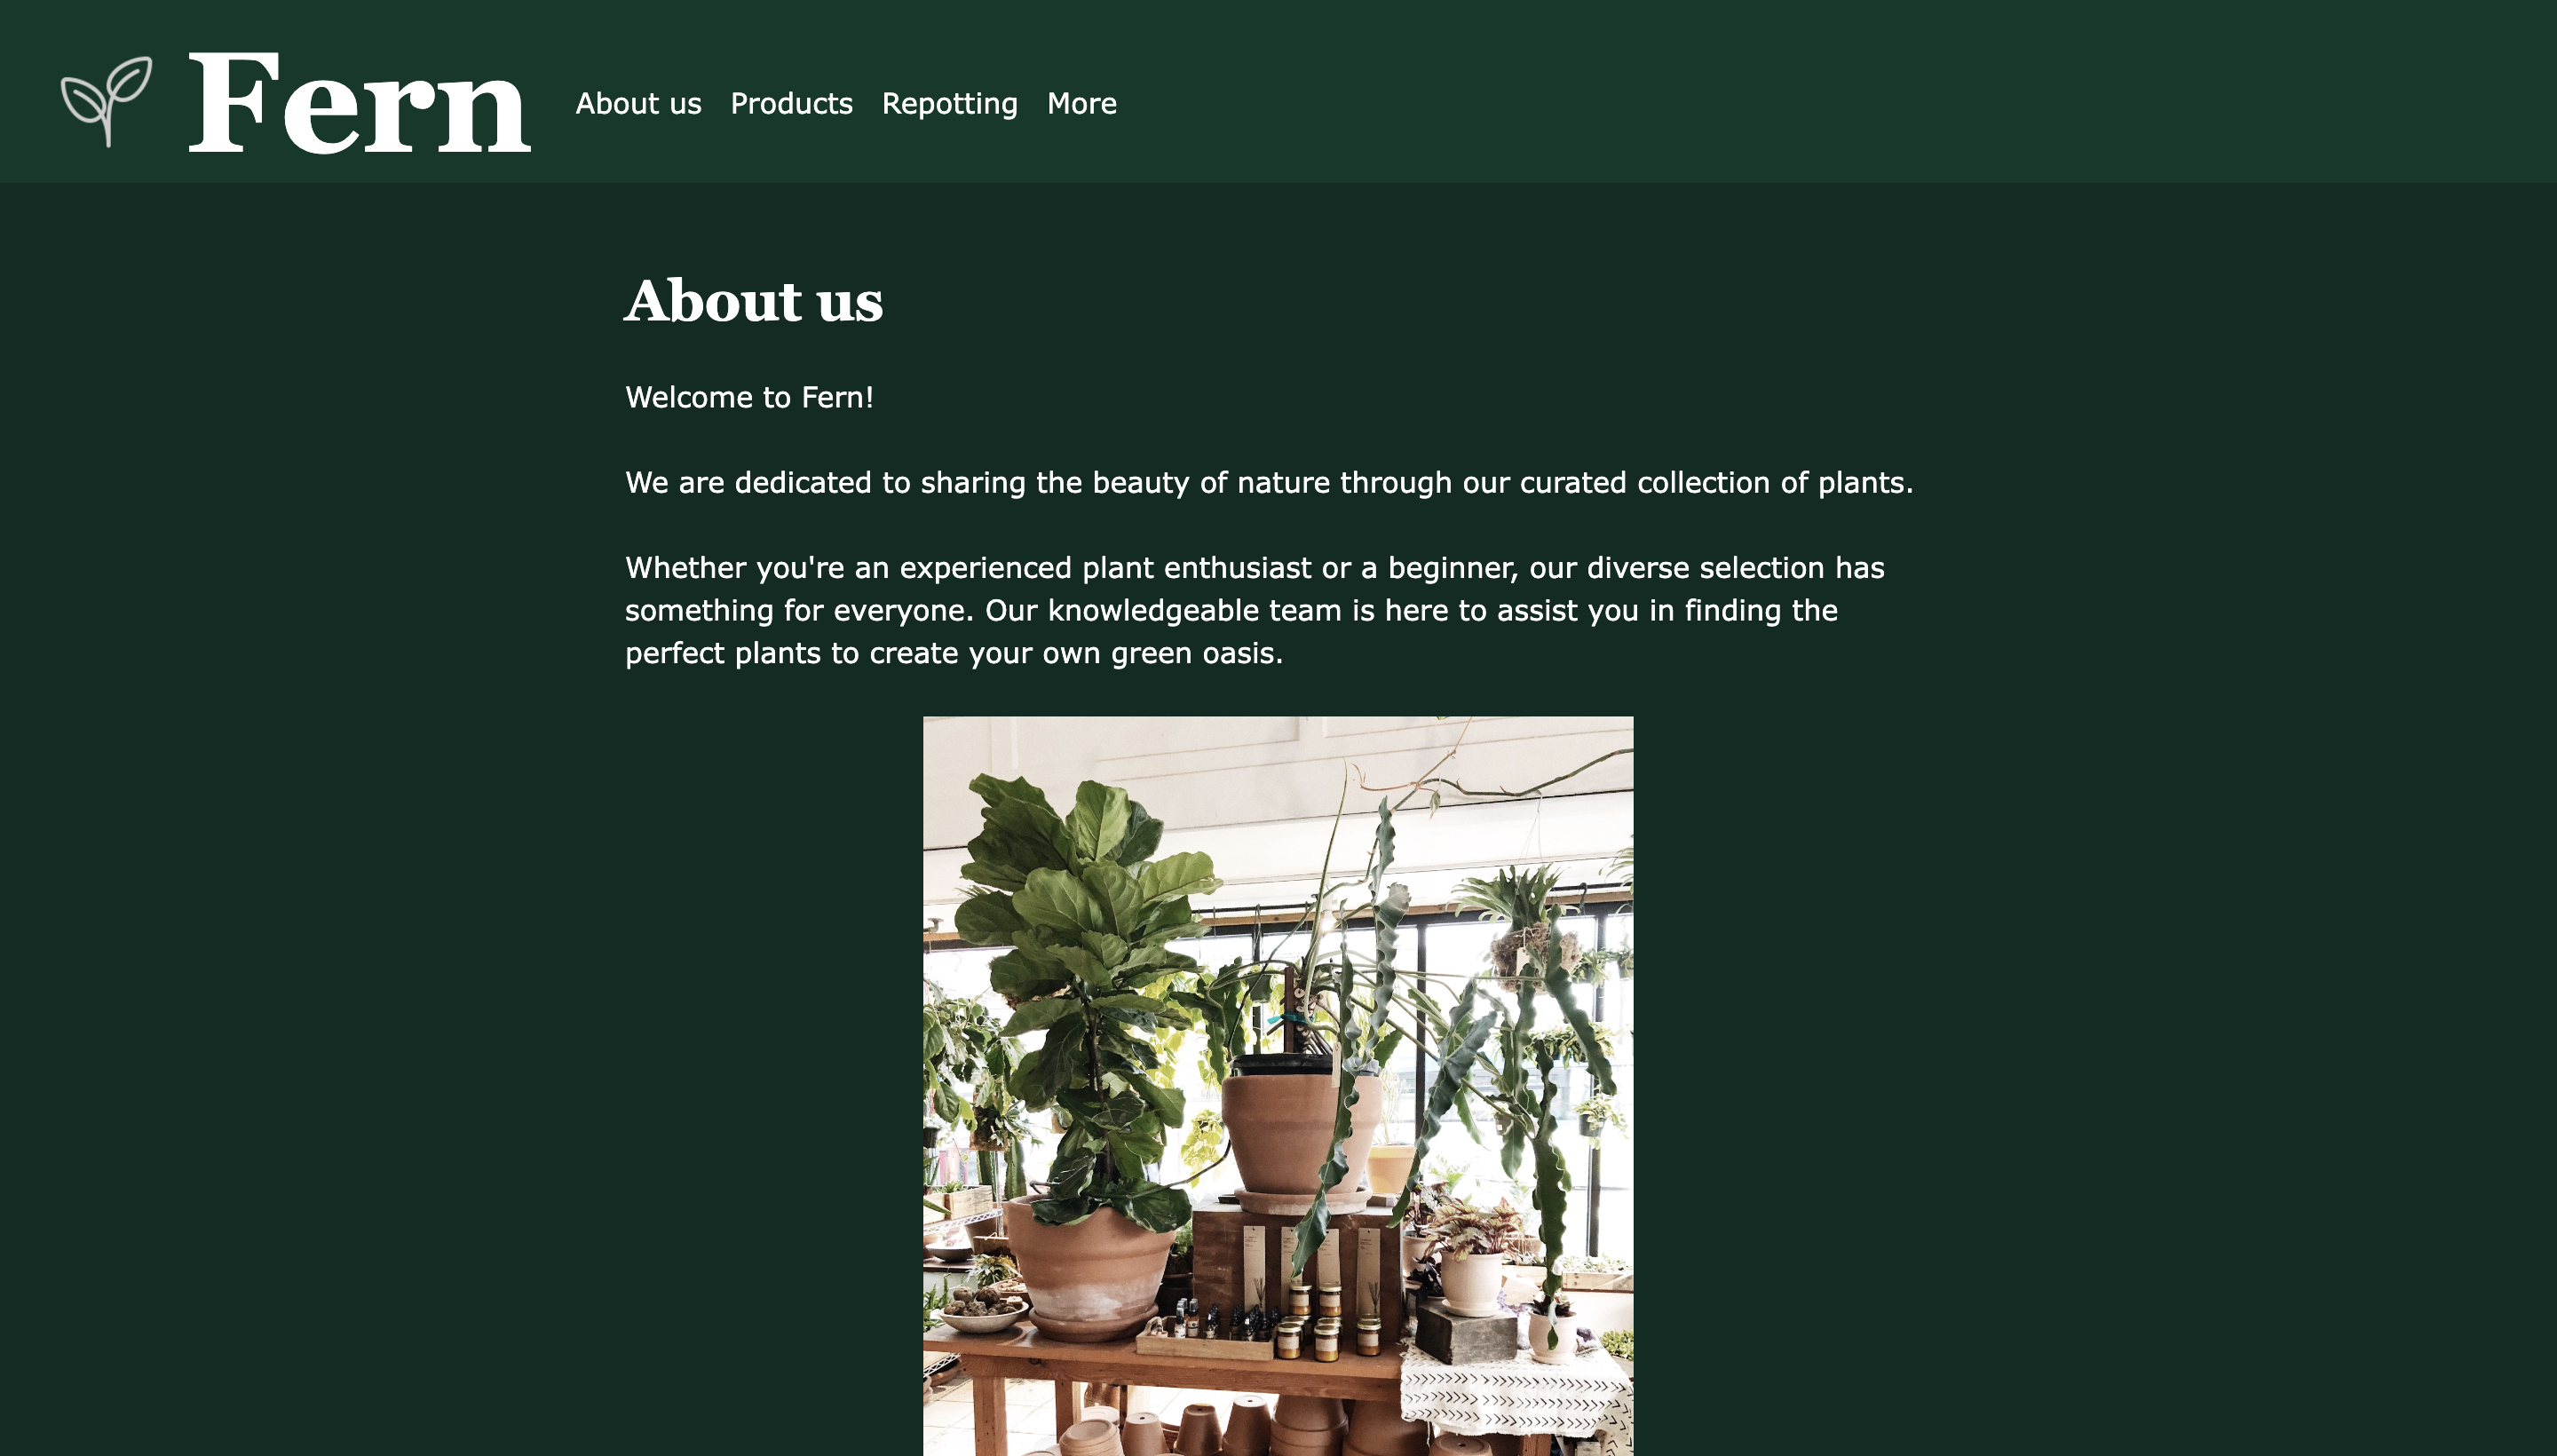 Fern
About us Products Repotting More
About us
Welcome to Fern!
We are dedicated to sharing the beauty of nature through our curated collection of plants.
Whether you're an experienced plant enthusiast or a beginner, our diverse selection has
something for everyone. Our knowledgeable team is here to assist you in finding the
perfect plants to create your own green oasis.